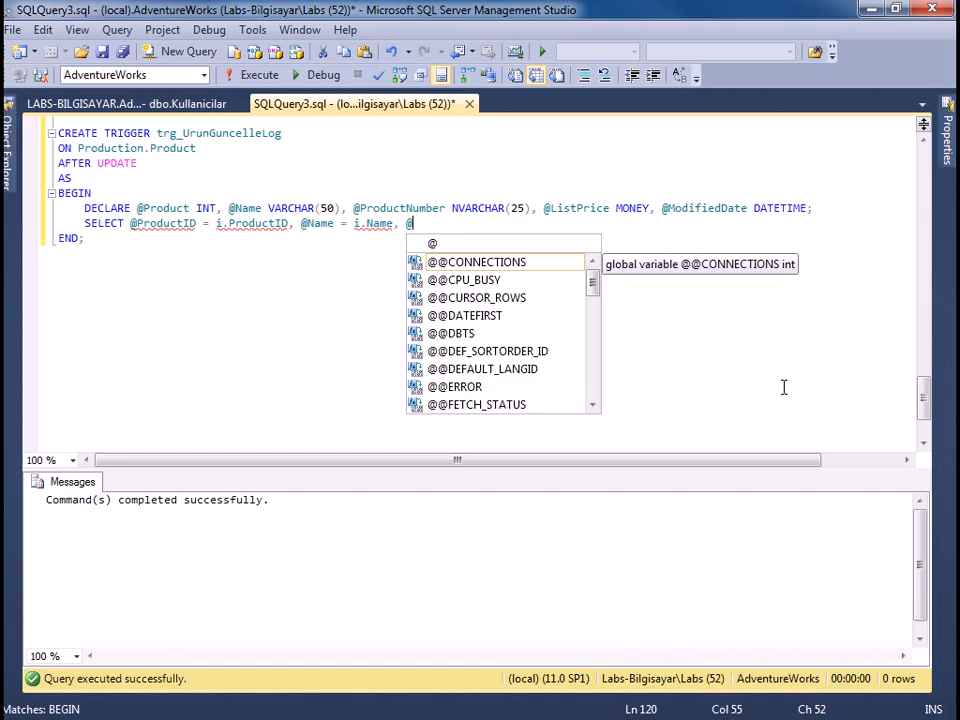 SQLQuery3.sql - (local).AdventureWorks (Labs-Bilgisayar\Labs (52))* - Microsoft SQL Server Management Studio
File Edit View Query Project Debug Tools Window Help
New Query
AdventureWorks Execute Debug
LABS-BILGISAYAR.Ad...- dbo.Kullanicilar SQLQuery3.sql - (lo...ilgisayar\Labs (52))*
Object Explorer
Properties
CREATE TRIGGER trg_UrunGuncelleLog
ON Production.Product
AFTER UPDATE
AS
BEGIN
DECLARE @Product INT, @Name VARCHAR(50), @ProductNumber NVARCHAR(25), @ListPrice MONEY, @ModifiedDate DATETIME;
SELECT @ProductID = i.ProductID, @Name = i.Name, @
END;
@
@@CONNECTIONS global variable @@CONNECTIONS int
@@CPU_BUSY
@@CURSOR_ROWS
@@DATEFIRST
@@DBTS
@@DEF_SORTORDER_ID
@@DEFAULT_LANGID
@@ERROR
@@FETCH_STATUS
100 %
Messages
Command(s) completed successfully.
100 %
Query executed successfully. (local) (11.0 SP1) Labs-Bilgisayar\Labs (52) AdventureWorks 00:00:00 0 rows
Matches: BEGIN Ln 120 Col 55 Ch 52 INS